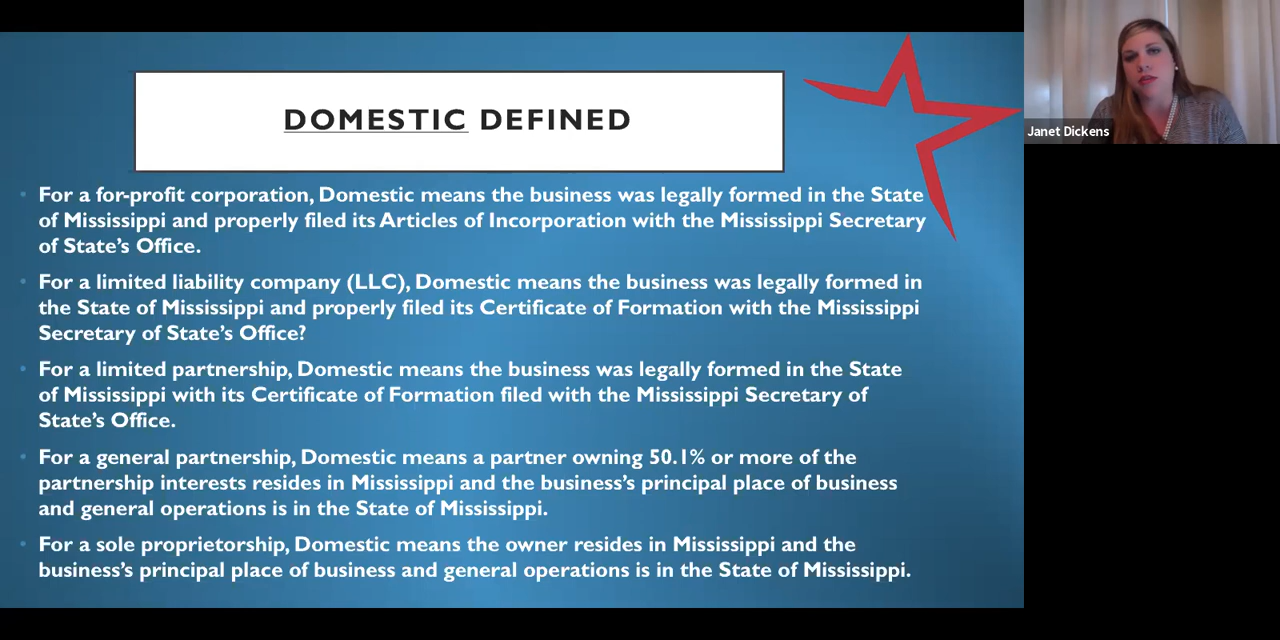 DOMESTIC DEFINED
• For a for-profit corporation, Domestic means the business was legally formed in the State
of Mississippi and properly filed its Articles of Incorporation with the Mississippi Secretary
of State's Office.
• For a limited liability company (LLC), Domestic means the business was legally formed in
the State of Mississippi and properly filed its Certificate of Formation with the Mississippi
Secretary of State's Office?
• For a limited partnership, Domestic means the business was legally formed in the State
of Mississippi with its Certificate of Formation filed with the Mississippi Secretary of
State's Office.
• For a general partnership, Domestic means a partner owning 50.1% or more of the
partnership interests resides in Mississippi and the business's principal place of business
and general operations is in the State of Mississippi.
• For a sole proprietorship, Domestic means the owner resides in Mississippi and the
business's principal place of business and general operations is in the State of Mississippi.
Janet Dickens